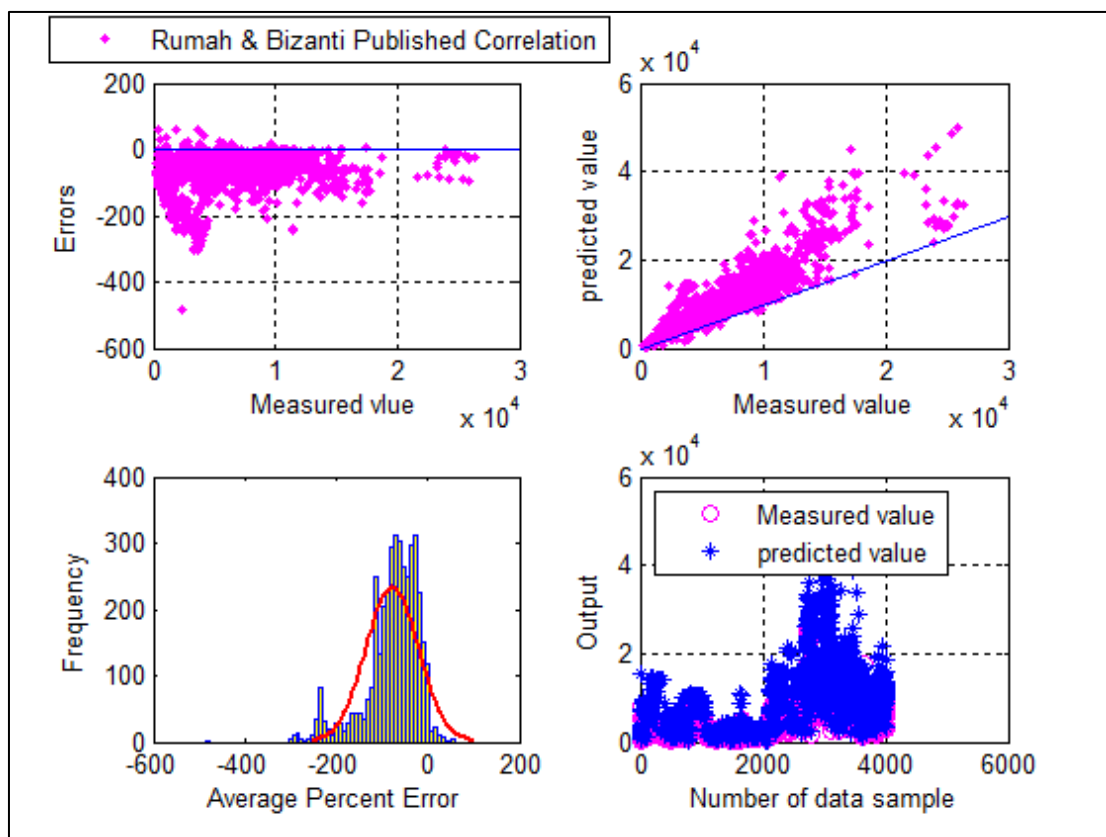 Rumah & Bizanti Published Correlation
200
0
-200
-400
-600
Errors
0 1 2 3
Measured vlue
x 10^4
x 10^4
6
4
2
0
predicted value
0 1 2 3
Measured value
x 10^4
400
300
200
100
0
Frequency
-600 -400 -200 0 200
Average Percent Error
x 10^4
6
4
2
0
Output
Measured value
predicted value
0 2000 4000 6000
Number of data sample